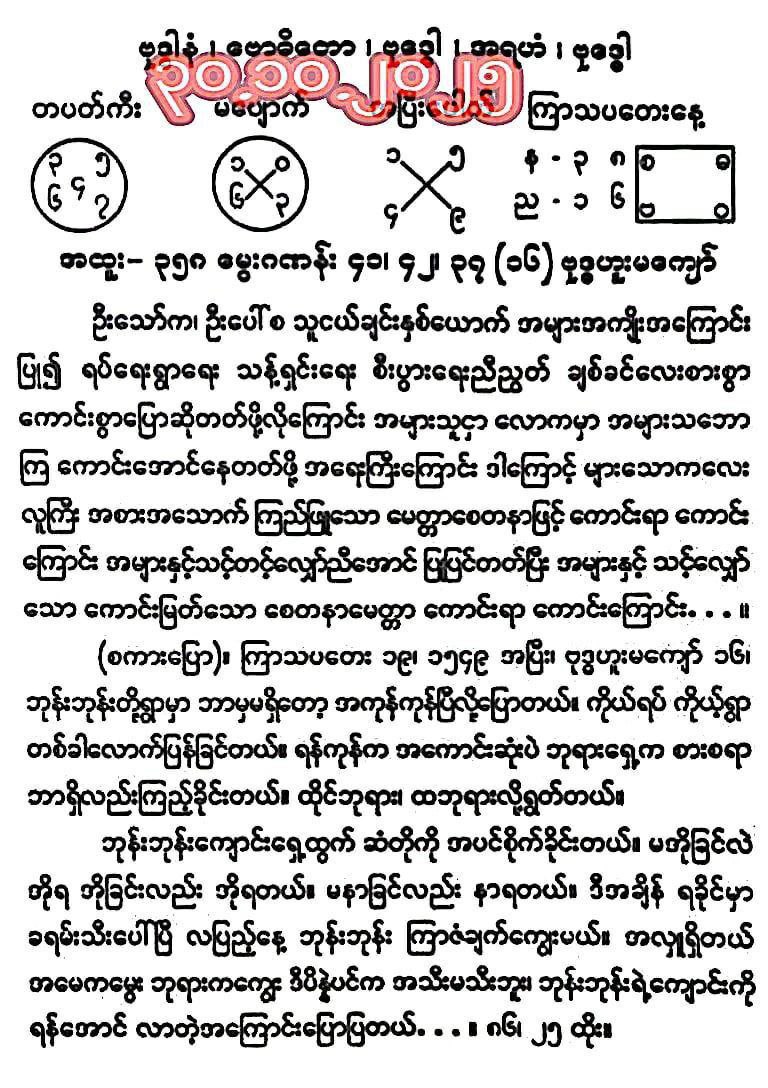 ဗုဒ္ဓါနံ ၊ ဗောဓိတော ၊ ဗုဒ္ဓေါ ၊ အရဟံ ၊ ဗုဒ္ဓေါ
၃၀.၁၀.၂၀၂၅
တပတ်ကီး မပျောက် အပြီးပေါက် ကြာသပတေးနေ့
၃ ၅ ၁ ၀ ၁ ၅ န - ၃ ၈ စ ဓ
၆ ၄ ၇ ၆ ၃ ၄ ၉ ည - ၁ ၆ ဗ ဝ
အထူး- ၃၅၈ မွေးဂဏန်း ၄၁၊ ၄၂၊ ၃၇ (၁၆) ဗုဒ္ဓဟူးမကျော်
ဦးသော်က၊ ဦးပေါ်စ သူငယ်ချင်းနှစ်ယောက် အများအကျိုးအကြောင်း
ပြု၍ ရပ်ရေးရွာရေး သန့်ရှင်းရေး စီးပွားရေးညီညွတ် ချစ်ခင်လေးစားစွာ
ကောင်းစွာပြောဆိုတတ်ဖို့လိုကြောင်း အများသူငှာ လောကမှာ အများသဘော
ကြ ကောင်းအောင်နေတတ်ဖို့ အရေးကြီးကြောင်း ဒါကြောင့် များသောကလေး
လူကြီး အစားအသောက် ကြည်ဖြူသော မေတ္တာစေတနာဖြင့် ကောင်းရာ ကောင်း
ကြောင်း အများနှင့်သင့်တင့်လျှော်ညီအောင် ပြုပြင်တတ်ပြီး အများနှင့် သင့်လျှော်
သော ကောင်းမြတ်သော စေတနာမေတ္တာ ကောင်းရာ ကောင်းကြောင်း. . . ။
(စကားပြော)။ ကြာသပတေး ၁၉၊ ၁၅၄၉ အပြီး၊ ဗုဒ္ဓဟူးမကျော် ၁၆၊
ဘုန်းဘုန်းတို့ရွာမှာ ဘာမှမရှိတော့ အကုန်ကုန်ပြီလို့ပြောတယ်။ ကိုယ်ရပ် ကိုယ့်ရွာ
တစ်ခါလောက်ပြန်ခြင်တယ်။ ရန်ကုန်က အကောင်းဆုံးပဲ ဘုရားရှေ့က စားစရာ
ဘာရှိလည်းကြည့်ခိုင်းတယ်။ ထိုင်ဘုရား၊ ထဘုရားလို့ရွတ်တယ်။
ဘုန်းဘုန်းကျောင်းရှေ့ထွက် ဆံတိုကို အပင်စိုက်ခိုင်းတယ်။ မအိုခြင်လဲ
အိုရ အိုခြင်းလည်း အိုရတယ်။ မနာခြင်လည်း နာရတယ်။ ဒီအချိန် ရခိုင်မှာ
ခရမ်းသီးပေါ်ပြီ လပြည့်နေ့ ဘုန်းဘုန်း ကြာဇံချက်ကျွေးမယ်။ အလှူရှိတယ်
အမေကမွေး ဘုရားကကျွေး ဒီပိန္နဲပင်က အသီးမသီးဘူး၊ ဘုန်းဘုန်းရဲ့ကျောင်းကို
ရန်အောင် လာတဲ့အကြောင်းပြောပြတယ်. . . ။ ၈၆၊ ၂၅ ထိုး။